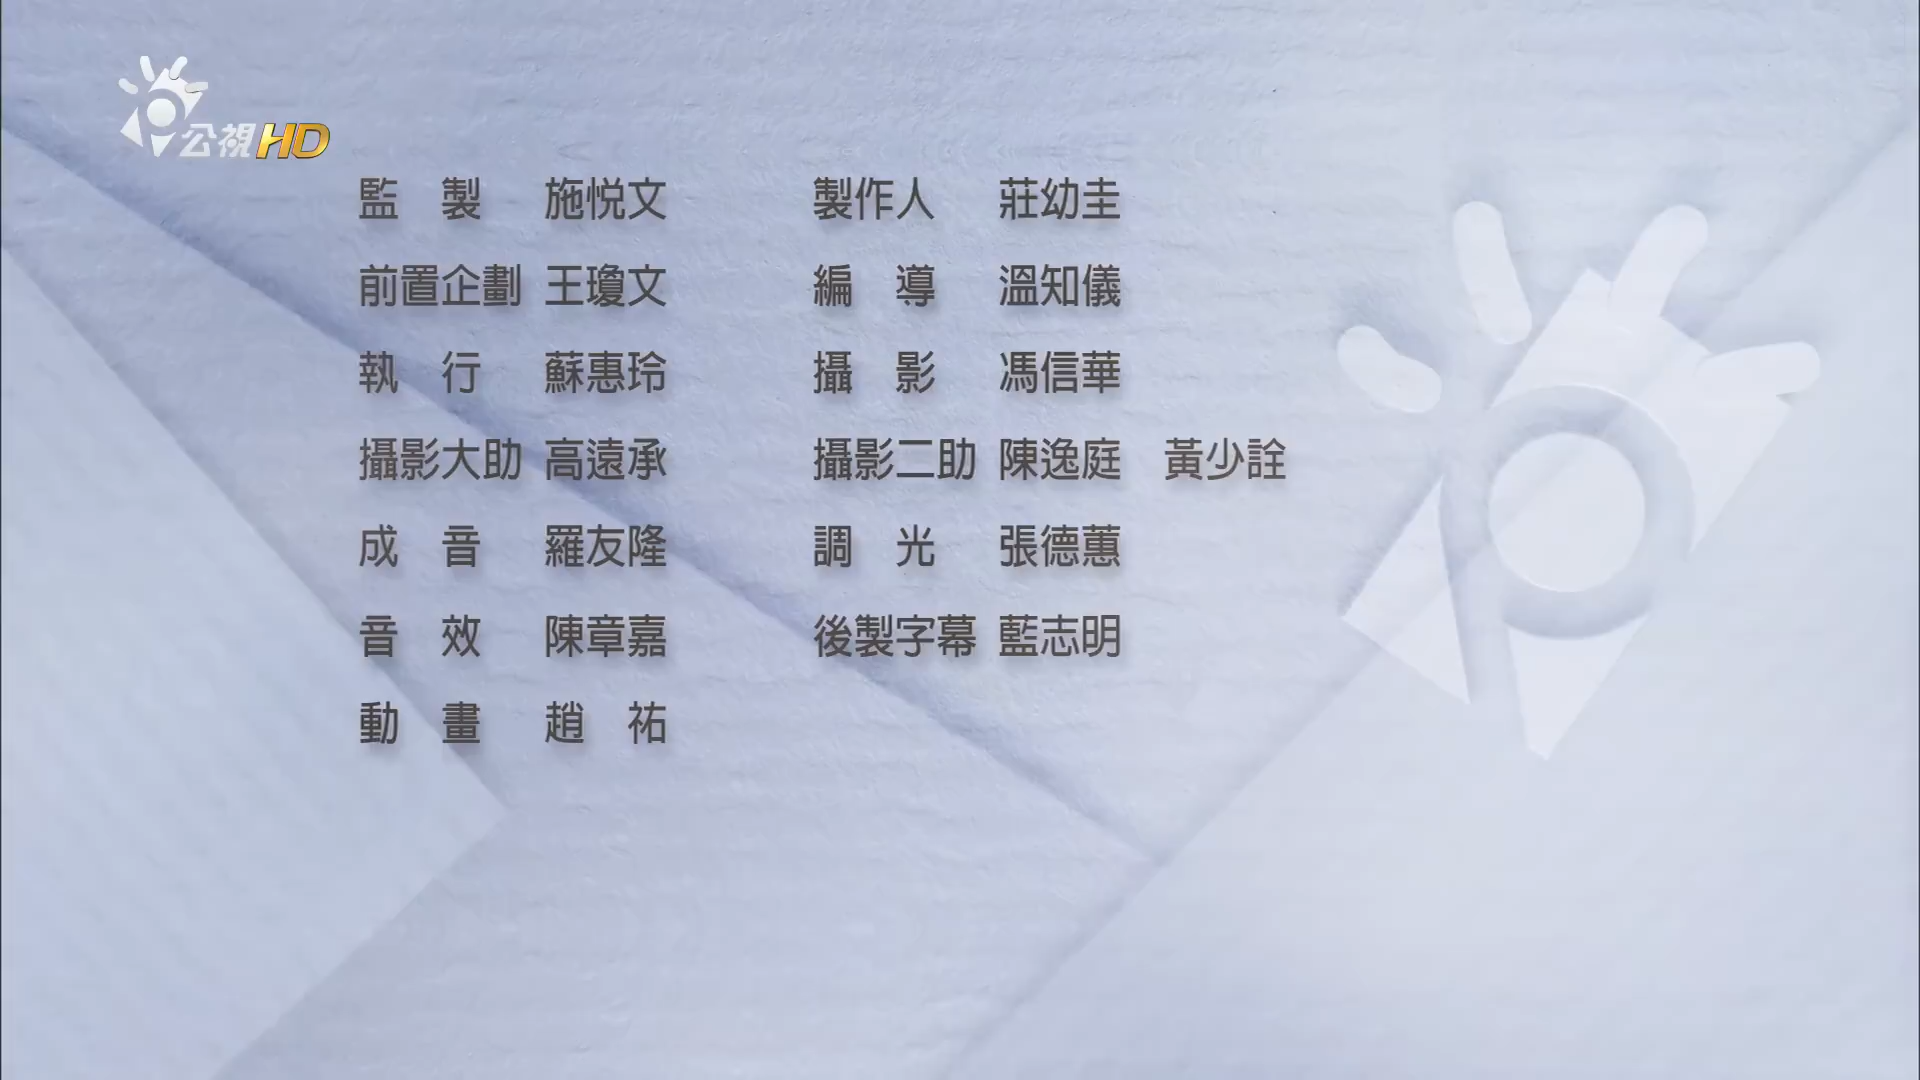 公視HD
監　製　施悅文　製作人　莊幼圭
前置企劃　王瓊文　編　導　溫知儀
執　行　蘇惠玲　攝　影　馮信華
攝影大助　高遠承　攝影二助　陳逸庭　黃少詮
成　音　羅友隆　調　光　張德蕙
音　效　陳章嘉　後製字幕　藍志明
動　畫　趙　祐